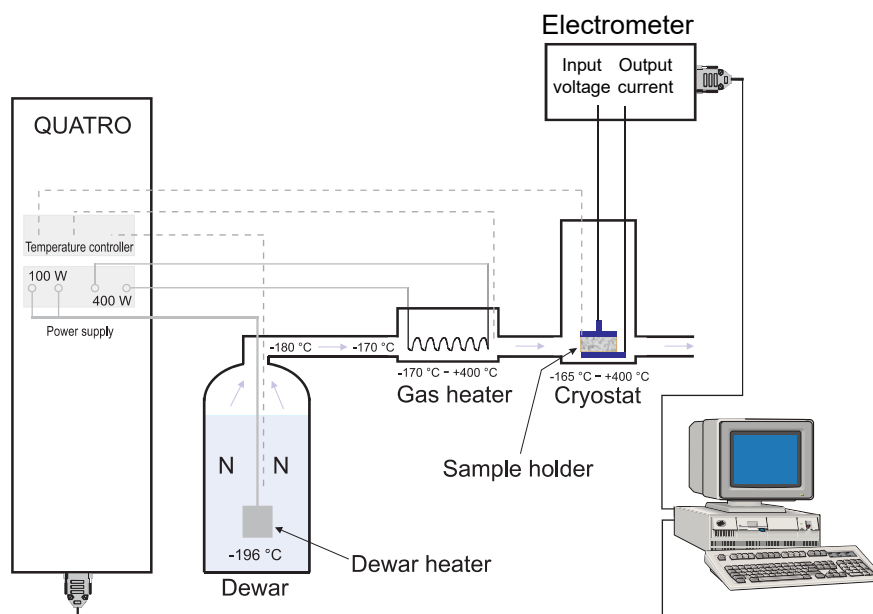 Electrometer
Input Output
voltage current
QUATRO
Temperature controller
100 W
400 W
Power supply
-180 °C
-170 °C
-170 °C – +400 °C
Gas heater
-165 °C – +400 °C
Cryostat
N N
Sample holder
-196 °C
Dewar heater
Dewar